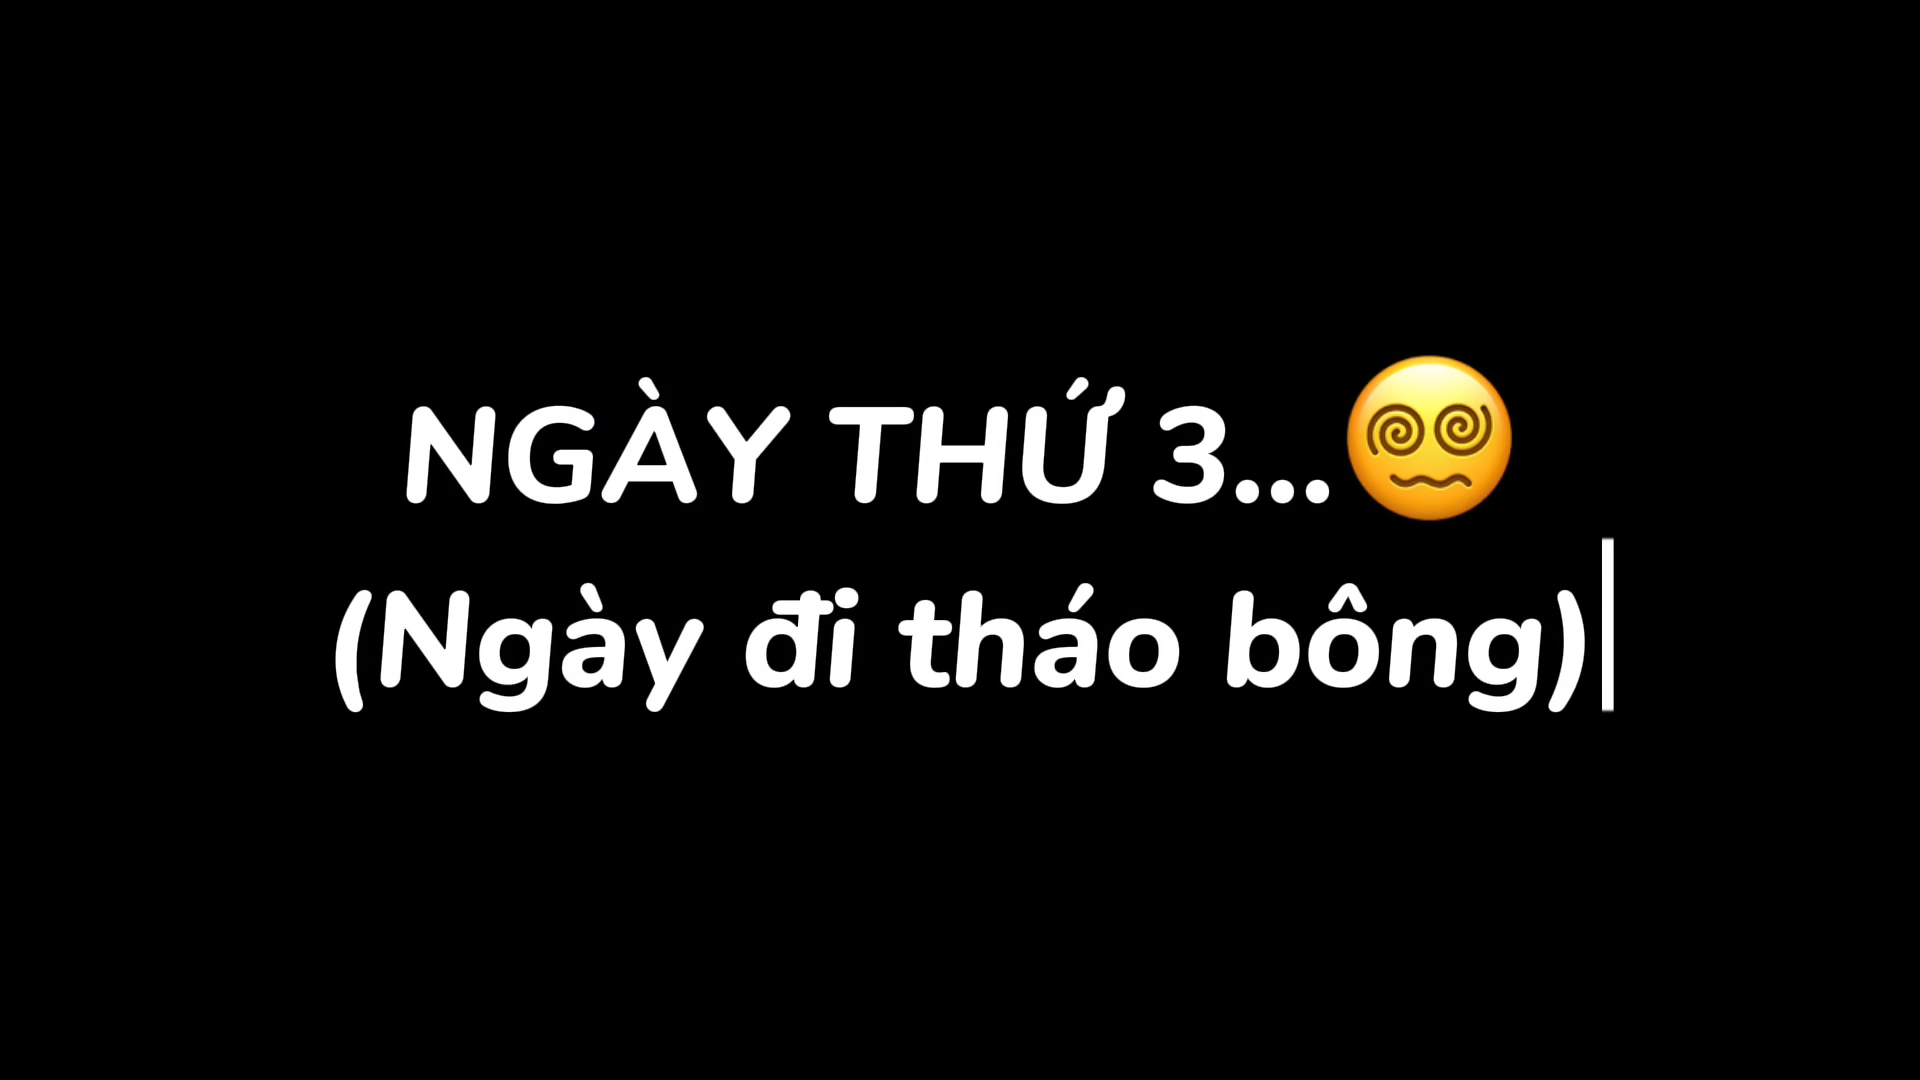 NGÀY THỨ 3...😵‍💫
(Ngày đi tháo bông)